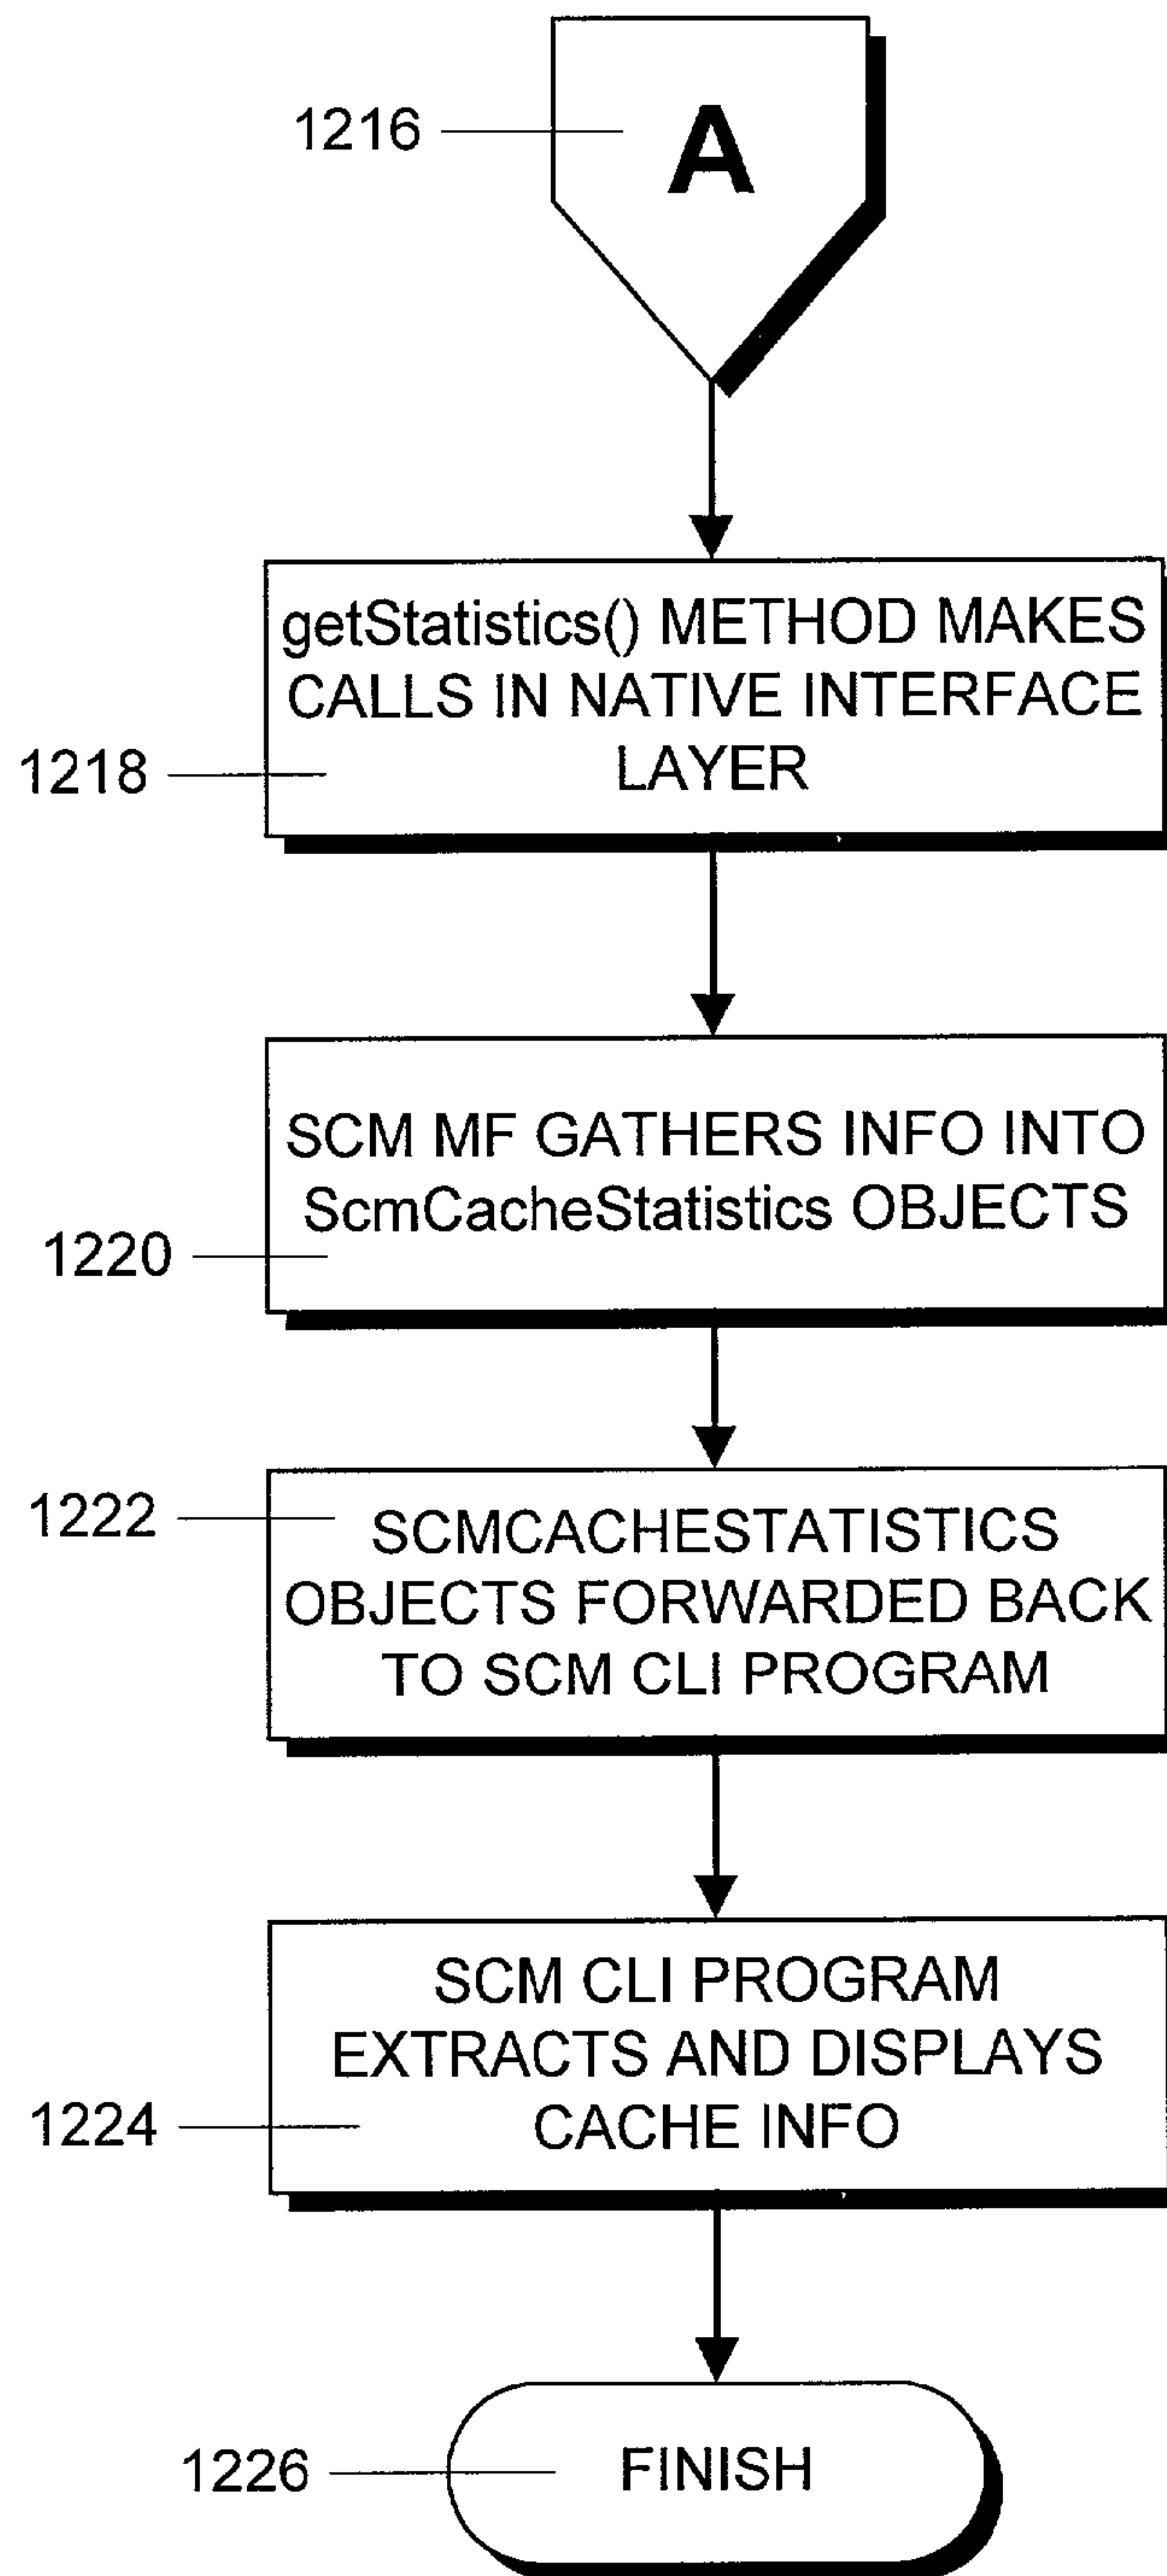 1216
A
getStatistics() METHOD MAKES
CALLS IN NATIVE INTERFACE
LAYER
1218
SCM MF GATHERS INFO INTO
ScmCacheStatistics OBJECTS
1220
1222
SCMCACHESTATISTICS
OBJECTS FORWARDED BACK
TO SCM CLI PROGRAM
SCM CLI PROGRAM
EXTRACTS AND DISPLAYS
CACHE INFO
1224
1226
FINISH